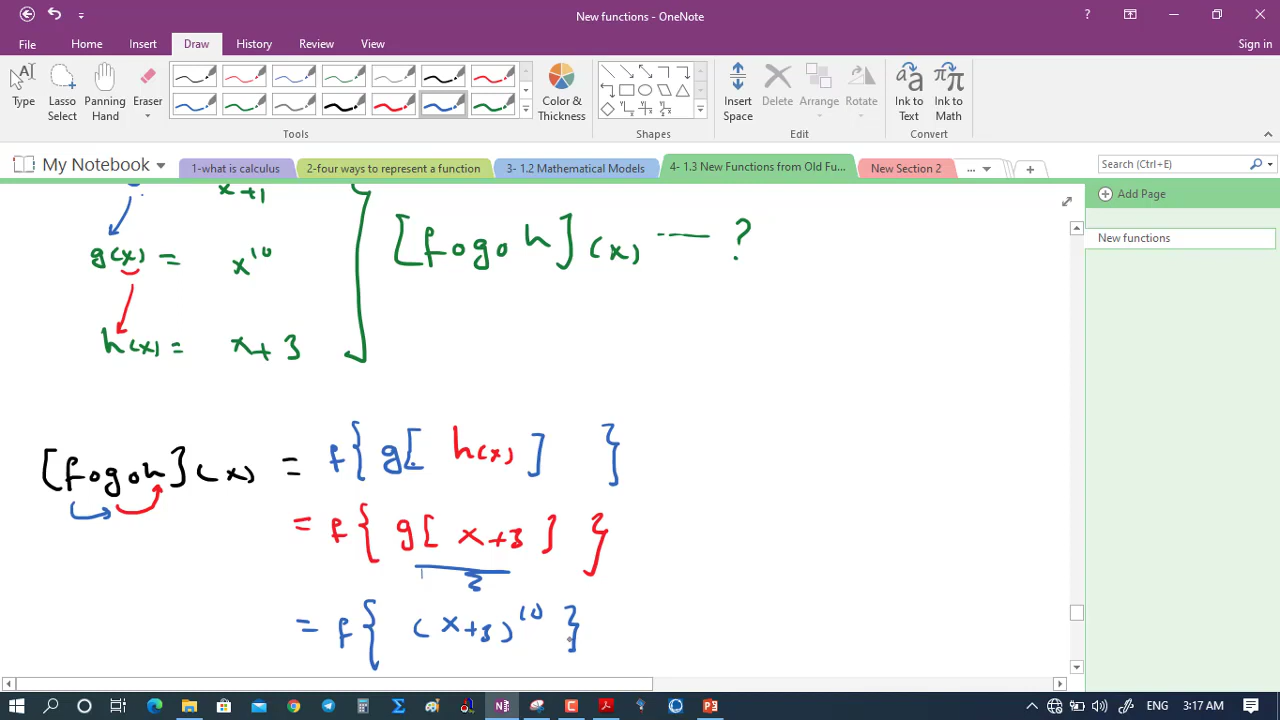 New functions - OneNote
? Sign in
File Home Insert Draw History Review View
Type Lasso Select Panning Hand Eraser Color & Thickness Insert Space Delete Arrange Rotate Ink to Text Ink to Math
Tools Shapes Edit Convert
My Notebook 1-what is calculus 2-four ways to represent a function 3- 1.2 Mathematical Models 4- 1.3 New Functions from Old Fu... New Section 2 ... Search (Ctrl+E)
Add Page
New functions
x+1
[fogoh](x) — ?
g(x) = x^10
h(x) = x+3
[fogoh](x) = f{g[ h(x) ] }
= f{ g[ x+3 ] }
= f{ (x+3)^10 }
ENG 3:17 AM